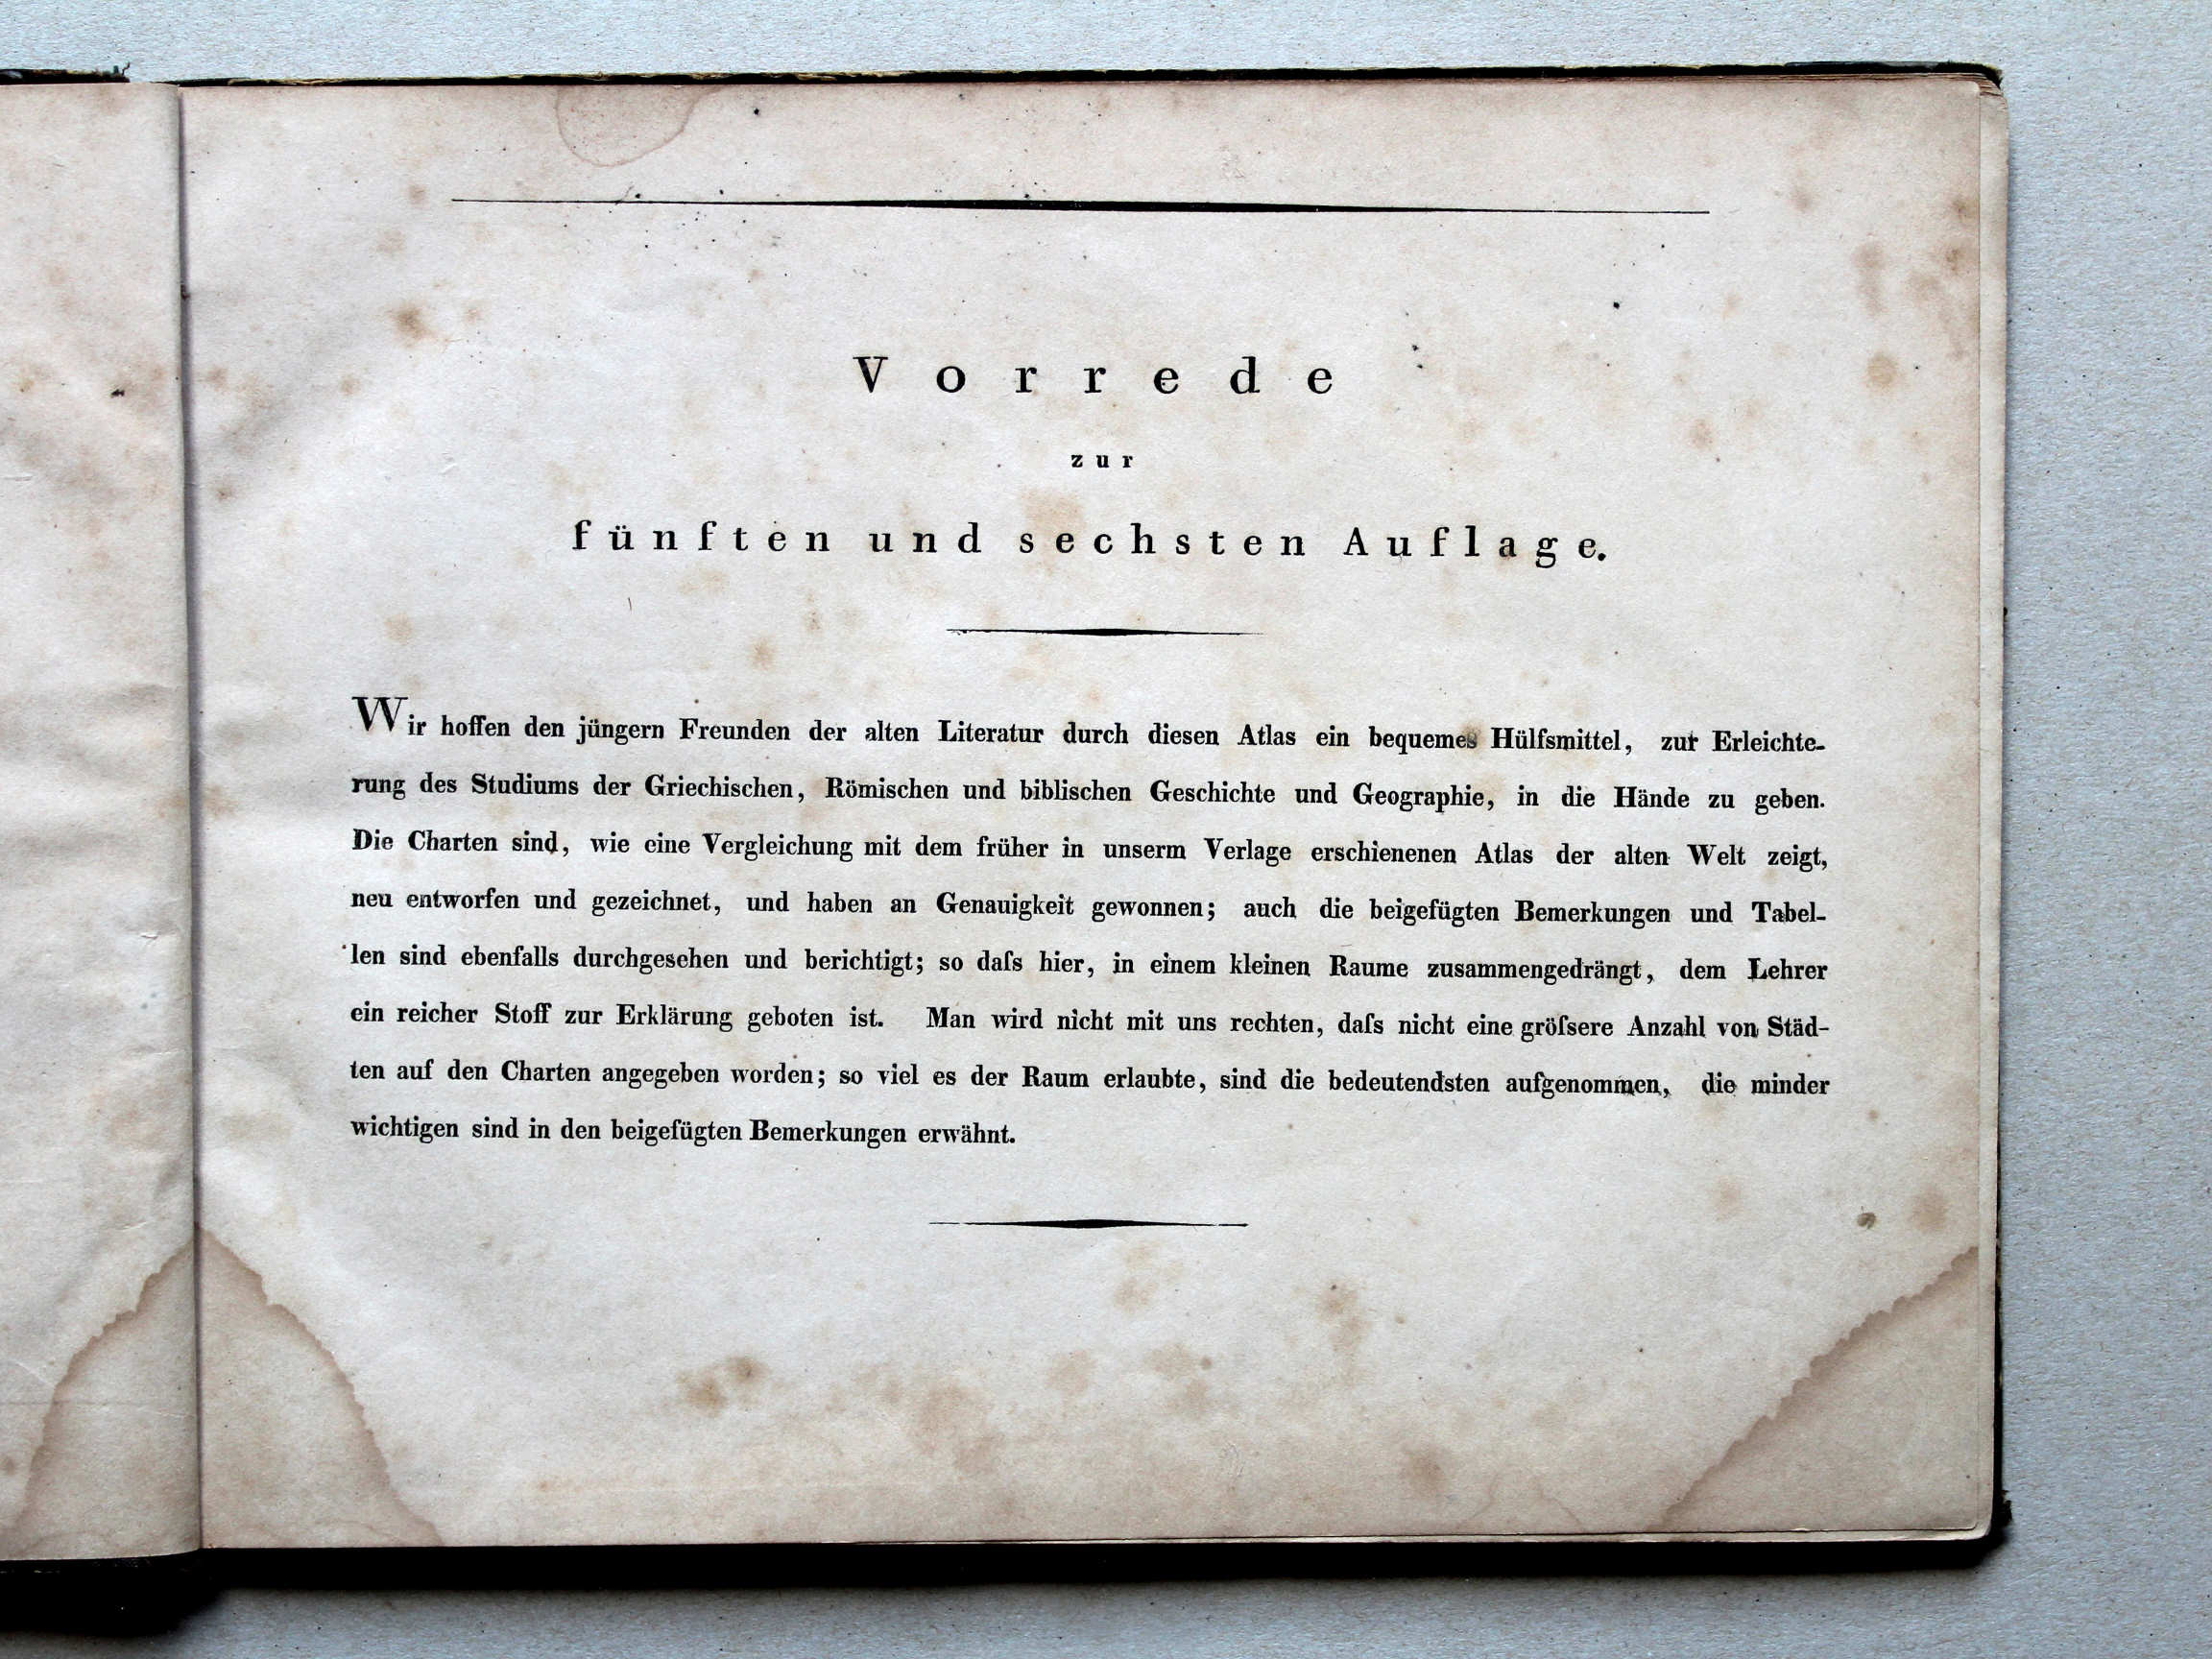 Vorrede
zur
fünften und sechsten Auflage.
Wir hoffen den jüngern Freunden der alten Literatur durch diesen Atlas ein bequemes Hülfsmittel, zur Erleichte-
rung des Studiums der Griechischen, Römischen und biblischen Geschichte und Geographie, in die Hände zu geben.
Die Charten sind, wie eine Vergleichung mit dem früher in unserm Verlage erschienenen Atlas der alten Welt zeigt,
neu entworfen und gezeichnet, und haben an Genauigkeit gewonnen; auch die beigefügten Bemerkungen und Tabel-
len sind ebenfalls durchgesehen und berichtigt; so daſs hier, in einem kleinen Raume zusammengedrängt, dem Lehrer
ein reicher Stoff zur Erklärung geboten ist. Man wird nicht mit uns rechten, daſs nicht eine gröſsere Anzahl von Städ-
ten auf den Charten angegeben worden; so viel es der Raum erlaubte, sind die bedeutendsten aufgenommen, die minder
wichtigen sind in den beigefügten Bemerkungen erwähnt.